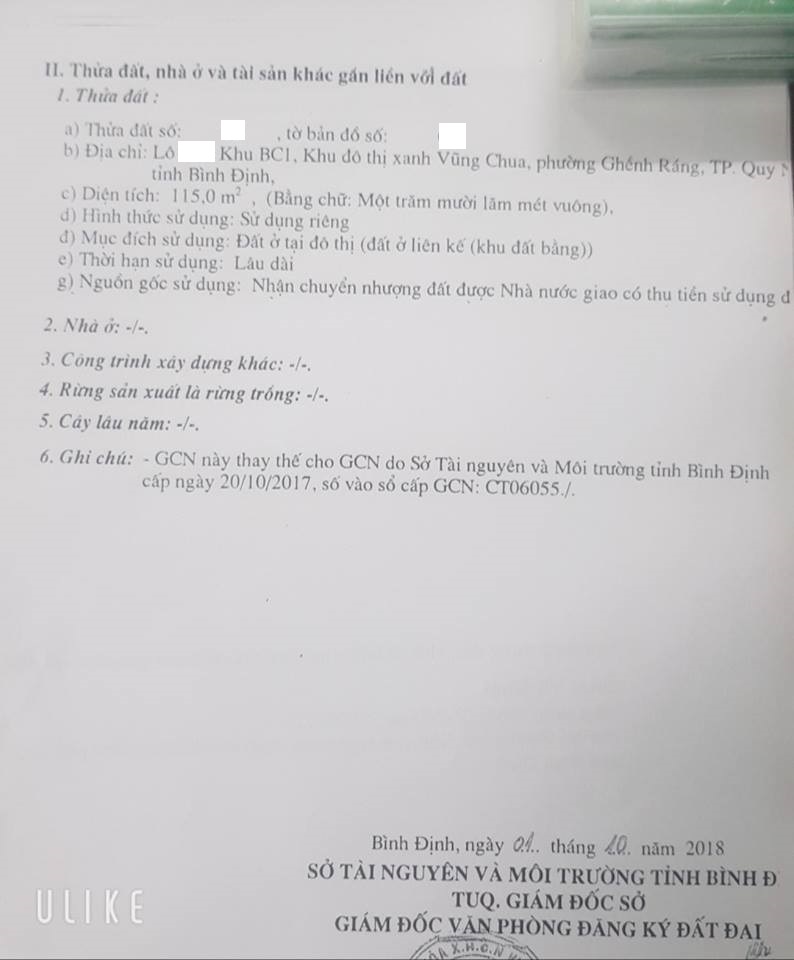 II. Thửa đất, nhà ở và tài sản khác gắn liền với đất
1. Thửa đất :
a) Thửa đất số: , tờ bản đồ số:
b) Địa chỉ: Lô Khu BC1, Khu đô thị xanh Vũng Chua, phường Ghềnh Ráng, TP. Quy
tỉnh Bình Định,
c) Diện tích: 115,0 m², (Bằng chữ: Một trăm mười lăm mét vuông),
d) Hình thức sử dụng: Sử dụng riêng
đ) Mục đích sử dụng: Đất ở tại đô thị (đất ở liên kế (khu đất bằng))
e) Thời hạn sử dụng: Lâu dài
g) Nguồn gốc sử dụng: Nhận chuyển nhượng đất được Nhà nước giao có thu tiền sử dụng đ
2. Nhà ở: -/-.
3. Công trình xây dựng khác: -/-.
4. Rừng sản xuất là rừng trồng: -/-.
5. Cây lâu năm: -/-.
6. Ghi chú: - GCN này thay thế cho GCN do Sở Tài nguyên và Môi trường tỉnh Bình Định
cấp ngày 20/10/2017, số vào sổ cấp GCN: CT06055./.
Bình Định, ngày 01.. tháng 10. năm 2018
SỞ TÀI NGUYÊN VÀ MÔI TRƯỜNG TỈNH BÌNH Đ
TUQ. GIÁM ĐỐC SỞ
GIÁM ĐỐC VĂN PHÒNG ĐĂNG KÝ ĐẤT ĐAI
X.H.C.N
ULIKE